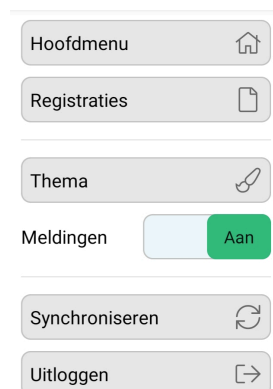 Hoofdmenu
Registraties
Thema
Meldingen Aan
Synchroniseren
Uitloggen